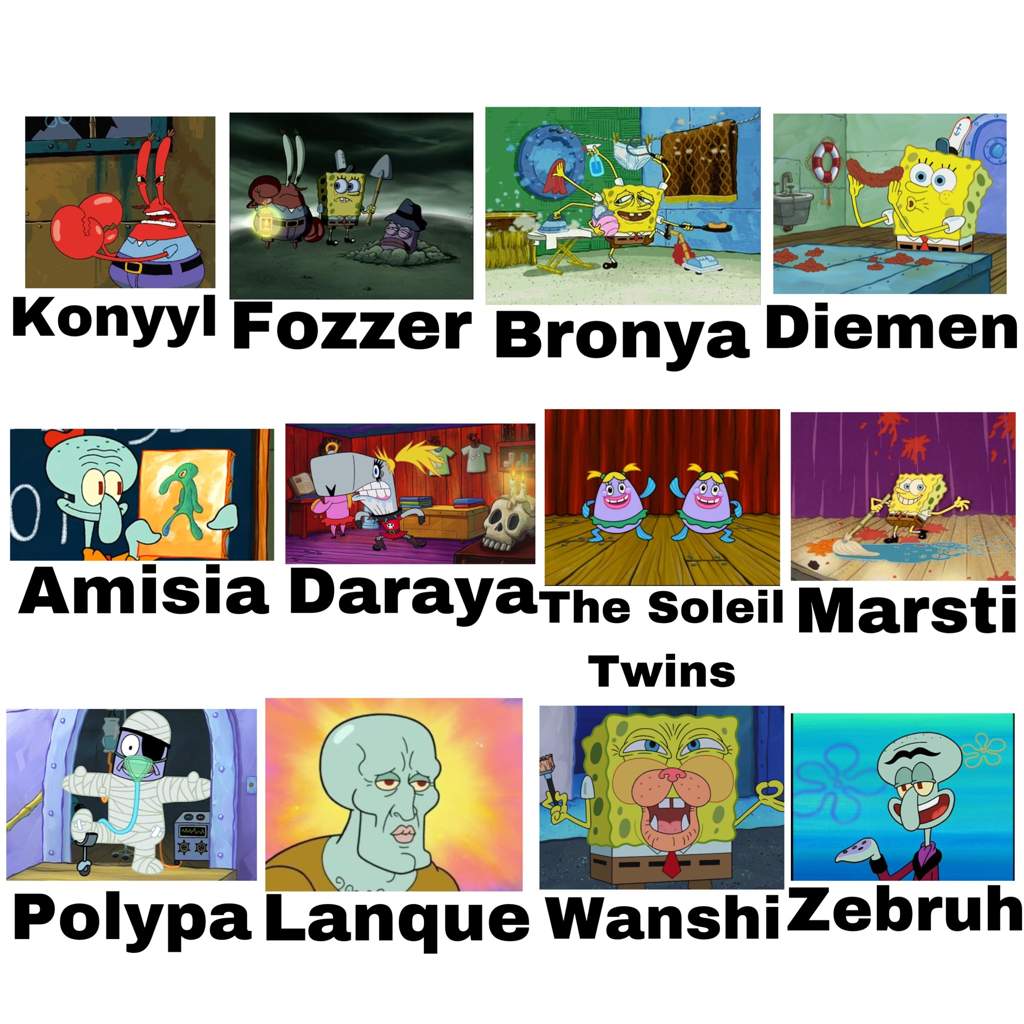 Konyyl
Fozzer
Bronya
Diemen
Amisia
Daraya
The Soleil
Twins
Marsti
Polypa
Lanque
Wanshi
Zebruh